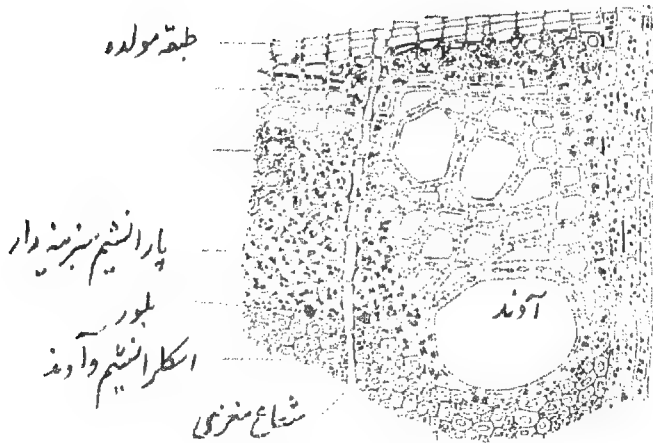 طبقه مولده
پارانشیم سبزینه دار
بلور
اسکلرانشیم و آوند
شعاع مغزی
آوند